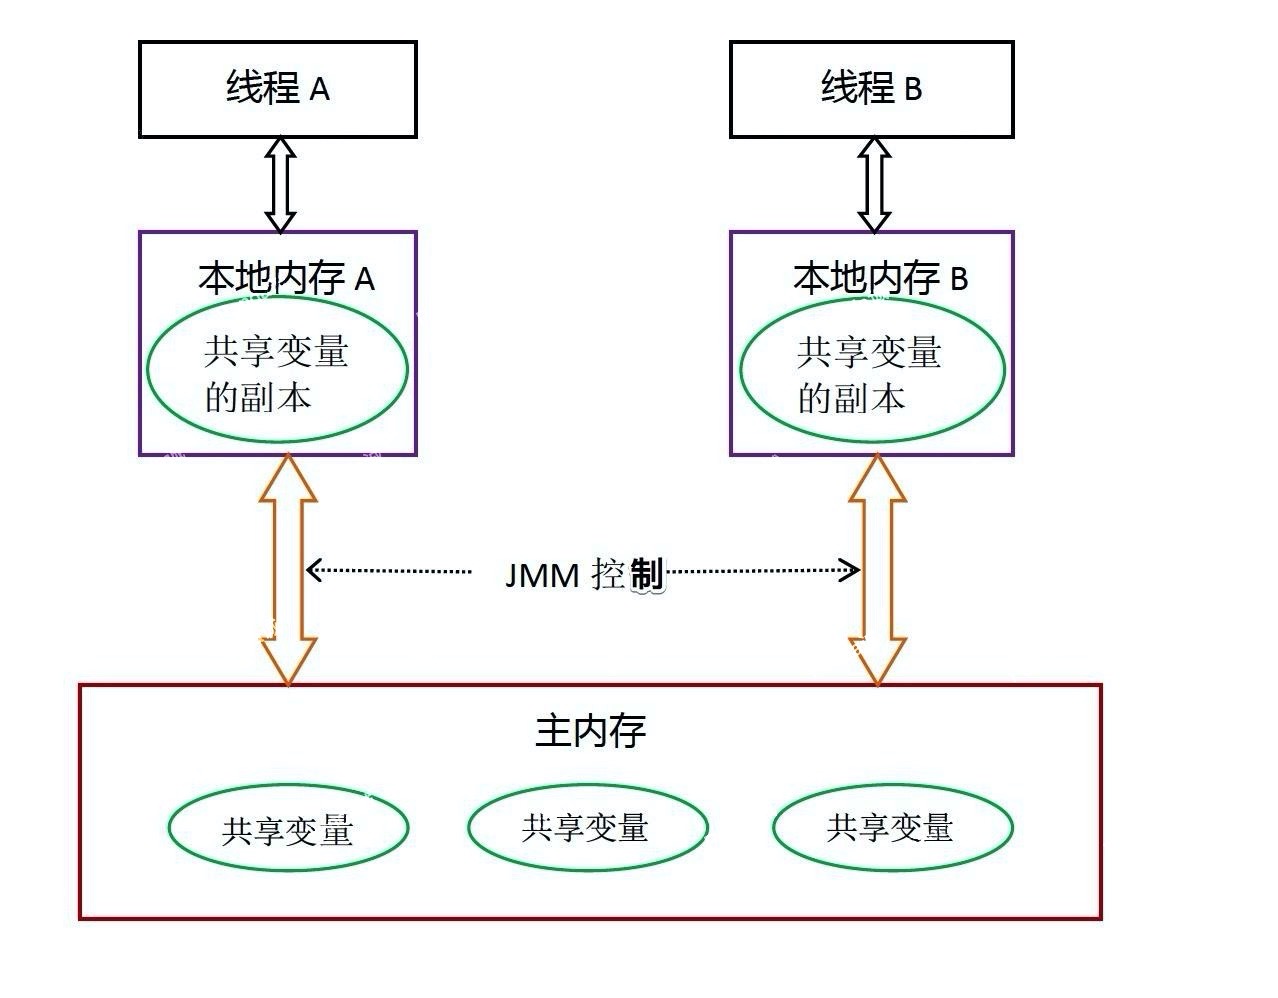 线程 A
线程 B
本地内存 A
共享变量
的副本
本地内存 B
共享变量
的副本
JMM 控制
主内存
共享变量
共享变量
共享变量